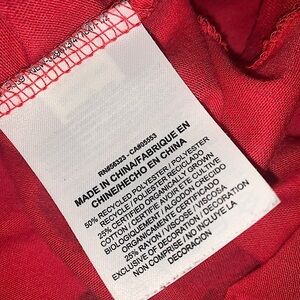 RN#56323 - CA#05553
MADE IN CHINA/FABRIQUE EN
CHINE/HECHO EN CHINA
50% RECYCLED POLYESTER / POLYESTER
RECYCLÉ / POLIÉSTER RECICLADO
25% CERTIFIED ORGANICALLY GROWN
COTTON / CERTIFIÉ AVOIR ÉTÉ CULTIVÉ
BIOLOGIQUEMENT / ALGODÓN CRECIDO
ORGANICAMENTE CERTIFICADO
25% RAYON / VISCOSE / VISCOSA
EXCLUSIVE OF DECORATION / DÉCORATION
NON COMPRISE / NO INCLUYE LA
DECORACIÓN